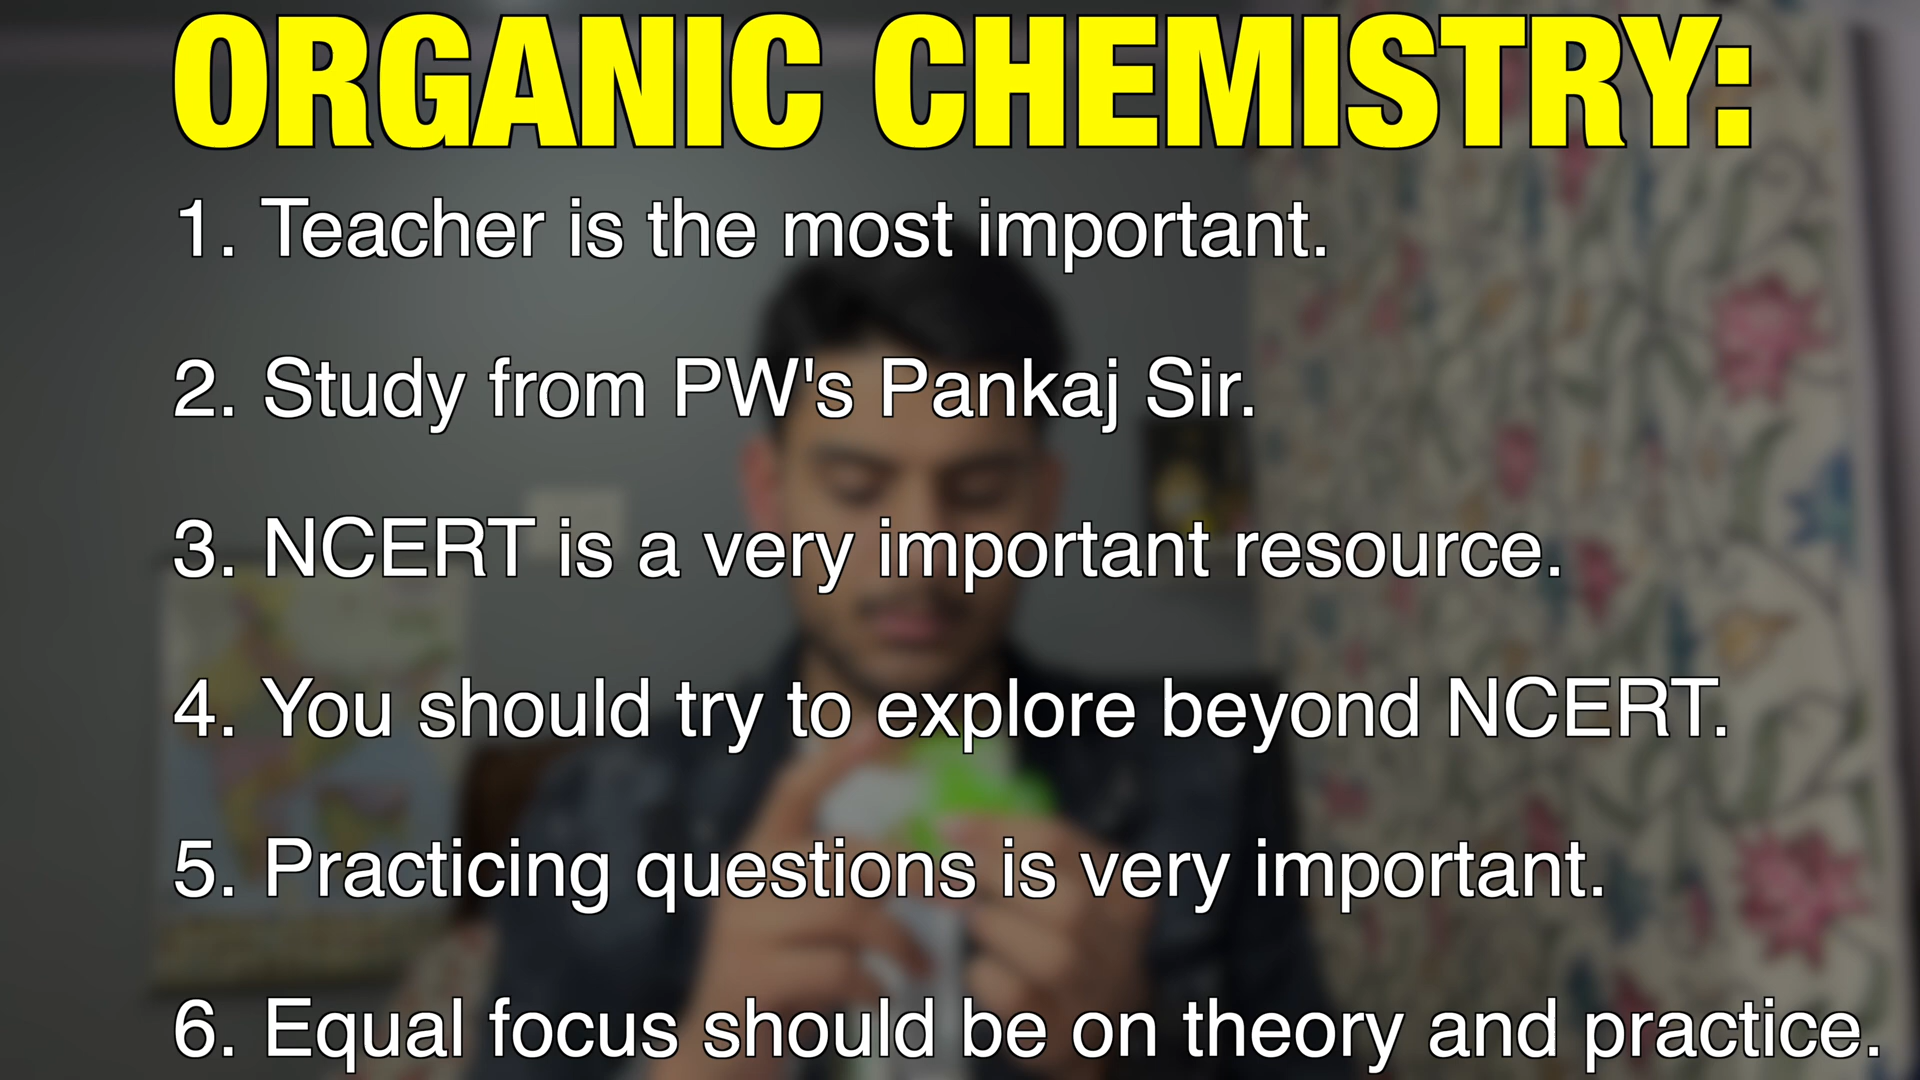 ORGANIC CHEMISTRY:
1. Teacher is the most important.
2. Study from PW's Pankaj Sir.
3. NCERT is a very important resource.
4. You should try to explore beyond NCERT.
5. Practicing questions is very important.
6. Equal focus should be on theory and practice.